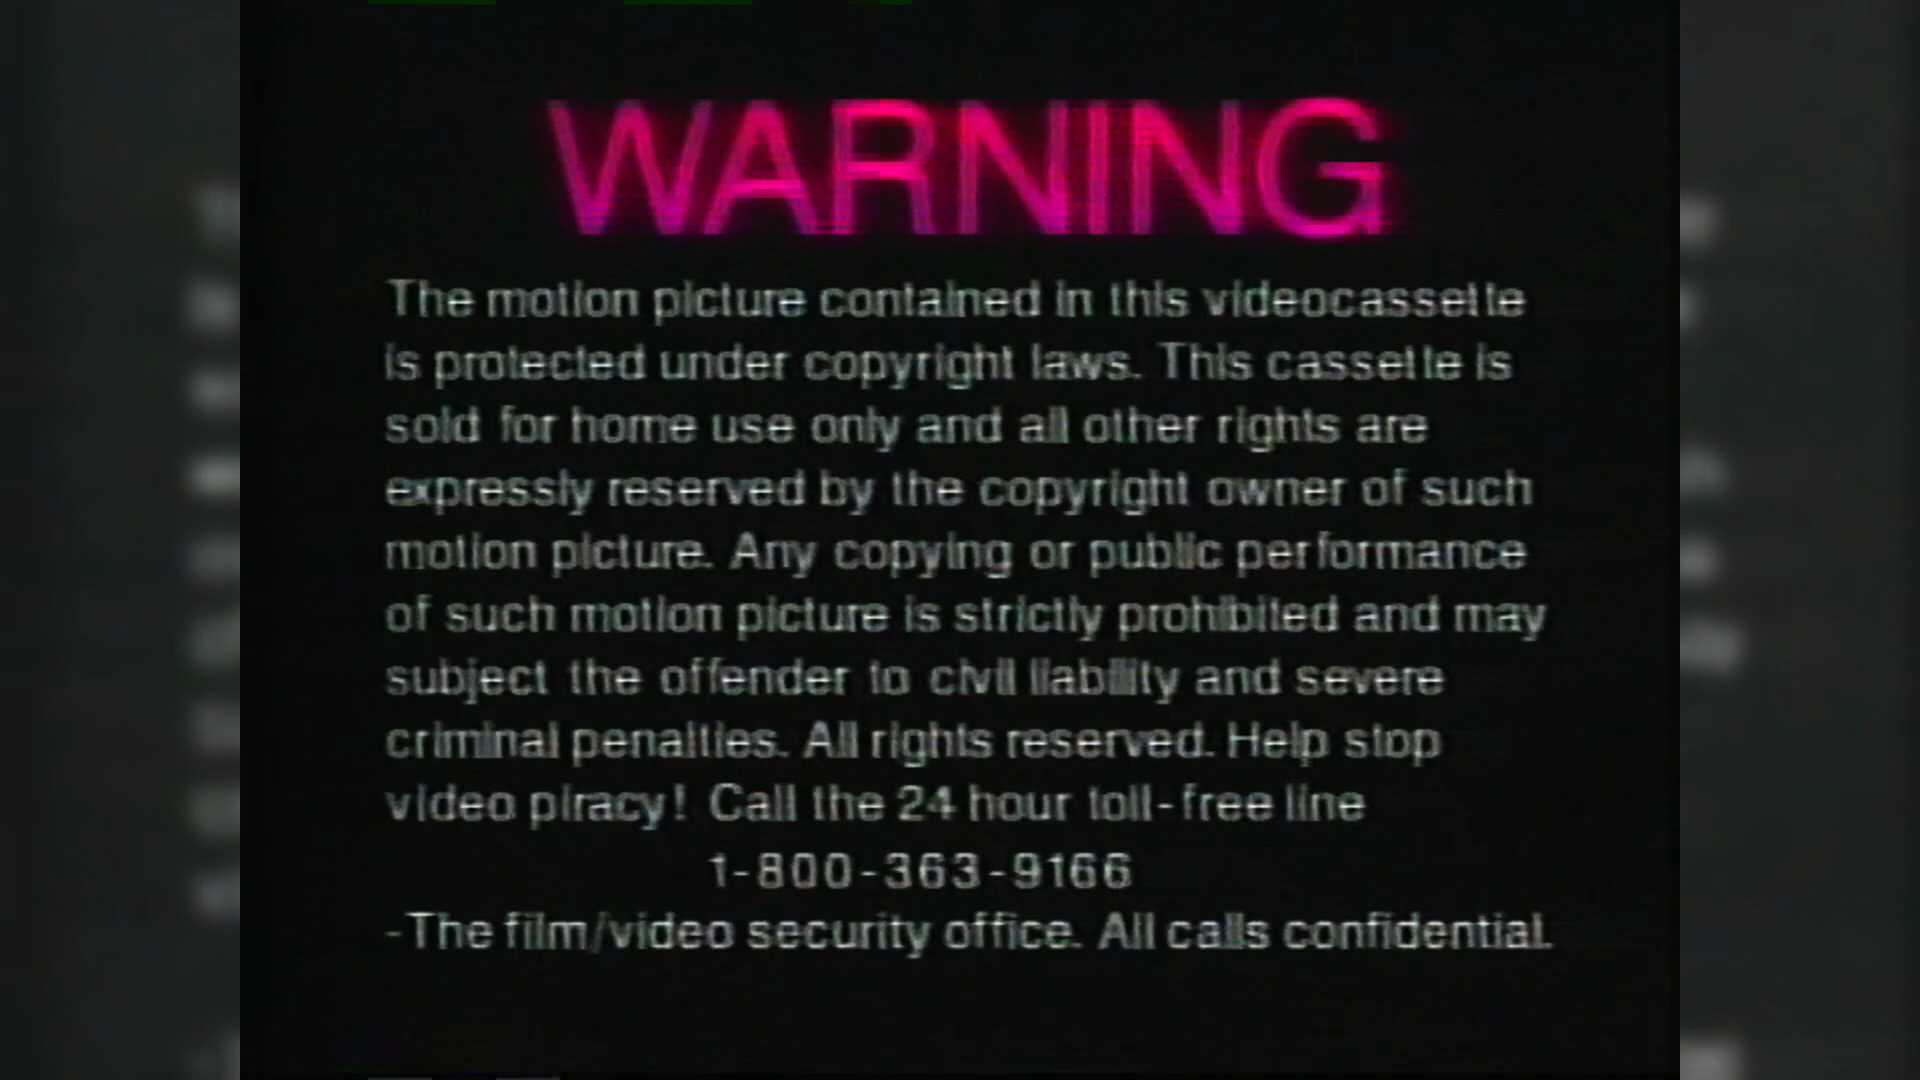 WARNING
The motion picture contained in this videocassette
is protected under copyright laws. This cassette is
sold for home use only and all other rights are
expressly reserved by the copyright owner of such
motion picture. Any copying or public performance
of such motion picture is strictly prohibited and may
subject the offender to civil liability and severe
criminal penalties. All rights reserved. Help stop
video piracy! Call the 24 hour toll-free line
1-800-363-9166
-The film/video security office. All calls confidential.